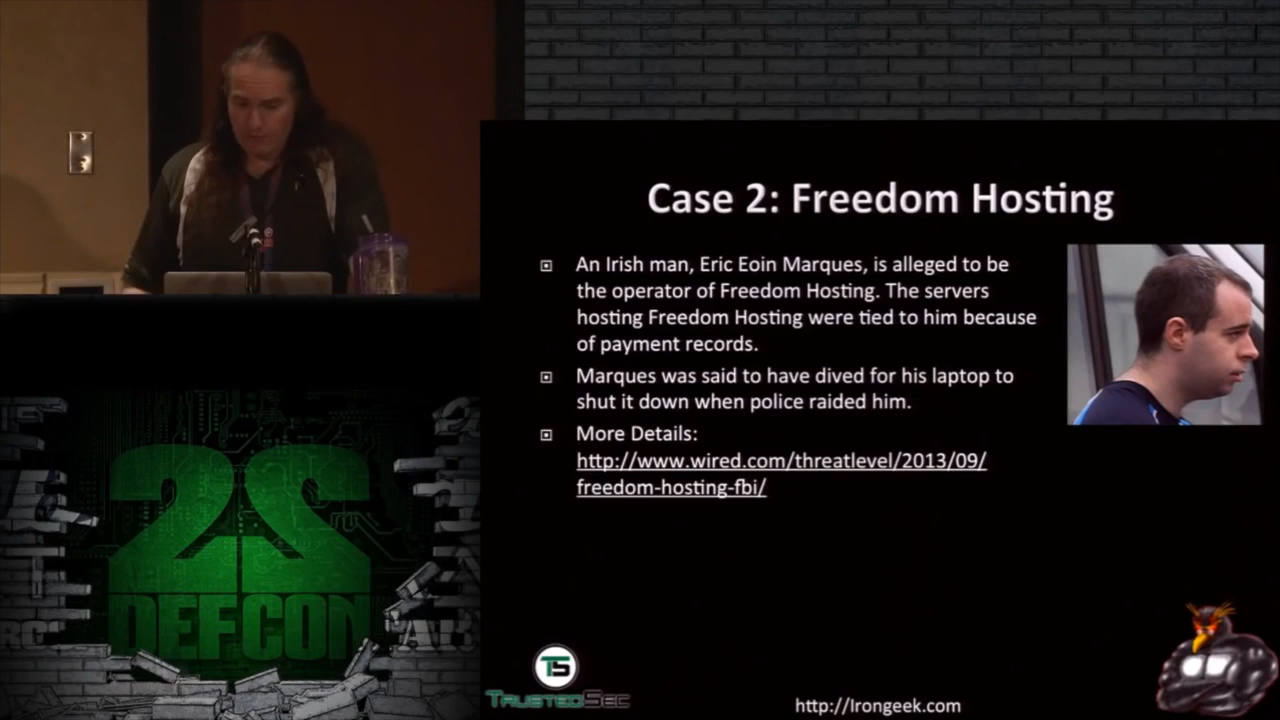 Case 2: Freedom Hosting
An Irish man, Eric Eoin Marques, is alleged to be
the operator of Freedom Hosting. The servers
hosting Freedom Hosting were tied to him because
of payment records.
Marques was said to have dived for his laptop to
shut it down when police raided him.
More Details:
http://www.wired.com/threatlevel/2013/09/
freedom-hosting-fbi/
22
DEFCON
TS
TRUSTEDSEC
http://Irongeek.com